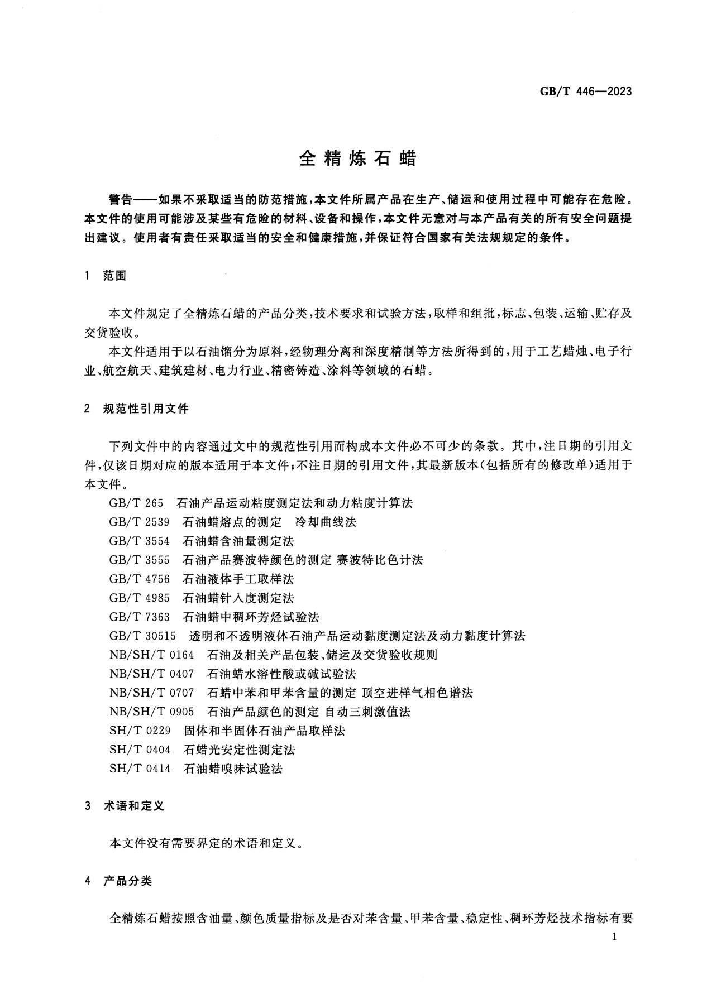 GB/T 446—2023
全精炼石蜡
警告——如果不采取适当的防范措施,本文件所属产品在生产、储运和使用过程中可能存在危险。
本文件的使用可能涉及某些有危险的材料、设备和操作,本文件无意对与本产品有关的所有安全问题提
出建议。使用者有责任采取适当的安全和健康措施,并保证符合国家有关法规规定的条件。
1 范围
本文件规定了全精炼石蜡的产品分类,技术要求和试验方法,取样和组批,标志、包装、运输、贮存及
交货验收。
本文件适用于以石油馏分为原料,经物理分离和深度精制等方法所得到的,用于工艺蜡烛、电子行
业、航空航天、建筑建材、电力行业、精密铸造、涂料等领域的石蜡。
2 规范性引用文件
下列文件中的内容通过文中的规范性引用而构成本文件必不可少的条款。其中,注日期的引用文
件,仅该日期对应的版本适用于本文件;不注日期的引用文件,其最新版本(包括所有的修改单)适用于
本文件。
GB/T 265 石油产品运动粘度测定法和动力粘度计算法
GB/T 2539 石油蜡熔点的测定 冷却曲线法
GB/T 3554 石油蜡含油量测定法
GB/T 3555 石油产品赛波特颜色的测定 赛波特比色计法
GB/T 4756 石油液体手工取样法
GB/T 4985 石油蜡针入度测定法
GB/T 7363 石油蜡中稠环芳烃试验法
GB/T 30515 透明和不透明液体石油产品运动黏度测定法及动力黏度计算法
NB/SH/T 0164 石油及相关产品包装、储运及交货验收规则
NB/SH/T 0407 石油蜡水溶性酸或碱试验法
NB/SH/T 0707 石蜡中苯和甲苯含量的测定 顶空进样气相色谱法
NB/SH/T 0905 石油产品颜色的测定 自动三刺激值法
SH/T 0229 固体和半固体石油产品取样法
SH/T 0404 石蜡光安定性测定法
SH/T 0414 石油蜡嗅味试验法
3 术语和定义
本文件没有需要界定的术语和定义。
4 产品分类
全精炼石蜡按照含油量、颜色质量指标及是否对苯含量、甲苯含量、稳定性、稠环芳烃技术指标有要
1